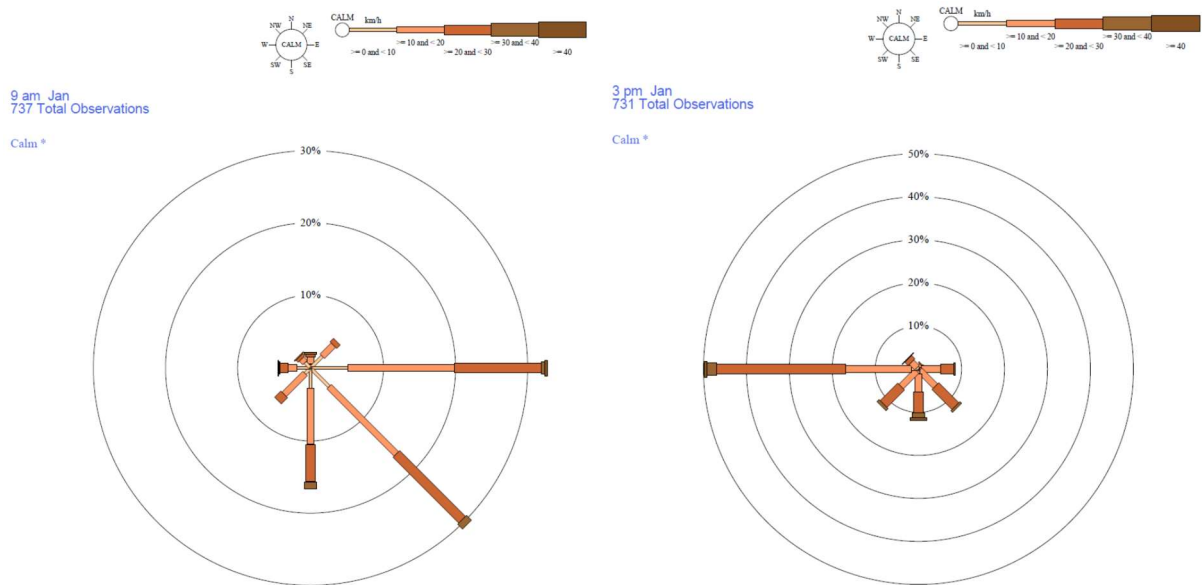 CALM km/h
N
NW NE
W CALM E
SW SE
S
>= 10 and < 20 >= 30 and < 40
>= 0 and < 10 >= 20 and < 30 >= 40
9 am Jan
737 Total Observations
Calm *
30%
20%
10%
CALM km/h
N
NW NE
W CALM E
SW SE
S
>= 10 and < 20 >= 30 and < 40
>= 0 and < 10 >= 20 and < 30 >= 40
3 pm Jan
731 Total Observations
Calm *
50%
40%
30%
20%
10%